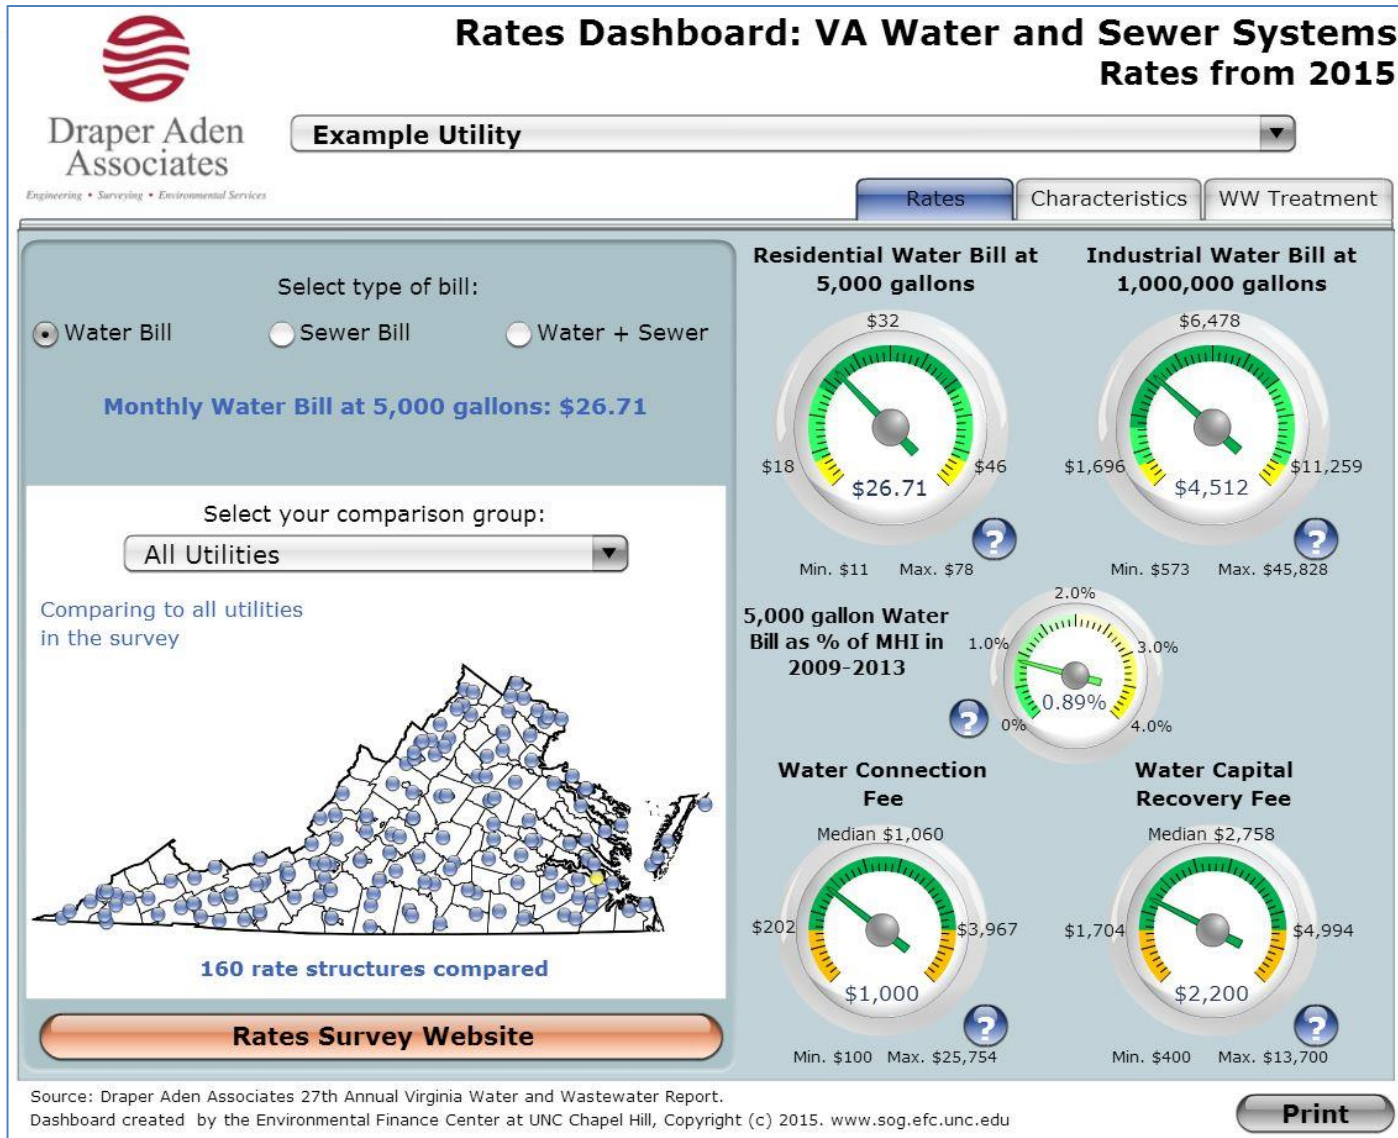 Rates Dashboard: VA Water and Sewer Systems
Rates from 2015
Draper Aden
Associates
Engineering • Surveying • Environmental Services
Example Utility
Rates
Characteristics
WW Treatment
Select type of bill:
Water Bill
Sewer Bill
Water + Sewer
Monthly Water Bill at 5,000 gallons: $26.71
Select your comparison group:
All Utilities
Comparing to all utilities
in the survey
160 rate structures compared
Rates Survey Website
Residential Water Bill at
5,000 gallons
$32
$18
$46
$26.71
?
Min. $11 Max. $78
Industrial Water Bill at
1,000,000 gallons
$6,478
$1,696
$11,259
$4,512
?
Min. $573 Max. $45,828
5,000 gallon Water
Bill as % of MHI in
2009-2013
2.0%
1.0%
3.0%
0.89%
0%
4.0%
?
Water Connection
Fee
Median $1,060
$202
$3,967
$1,000
?
Min. $100 Max. $25,754
Water Capital
Recovery Fee
Median $2,758
$1,704
$4,994
$2,200
?
Min. $400 Max. $13,700
Source: Draper Aden Associates 27th Annual Virginia Water and Wastewater Report.
Dashboard created by the Environmental Finance Center at UNC Chapel Hill, Copyright (c) 2015. www.sog.efc.unc.edu
Print